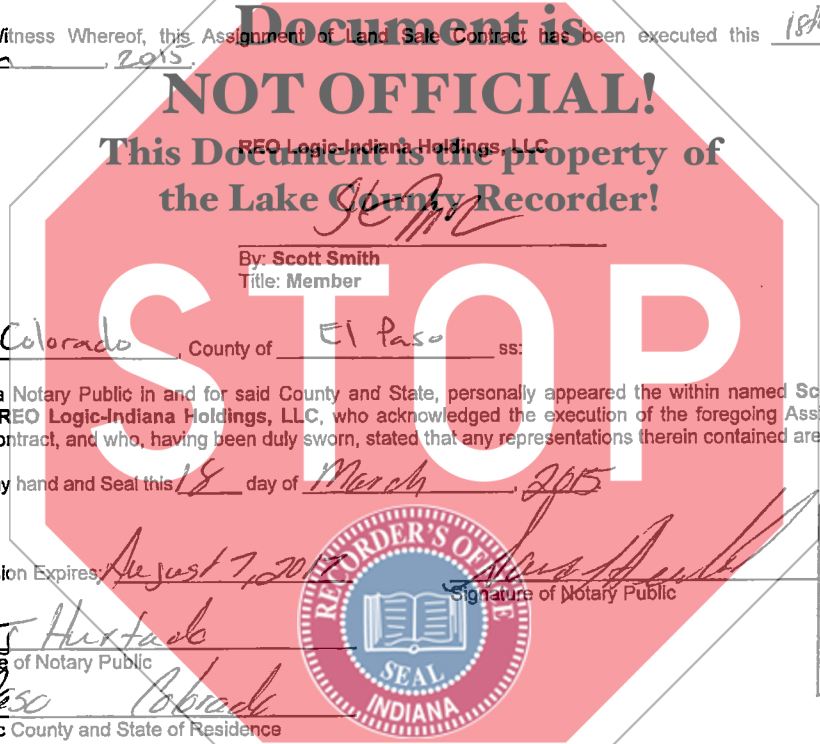 itness Whereof, this Assignment of Land Sale Contract has been executed this 18th
, 2015.
Document is
NOT OFFICIAL!
This Document is the property of
the Lake County Recorder!
REO Logic-Indiana Holdings, LLC
By: Scott Smith
Title: Member
STOP
Colorado, County of El Paso ss:
a Notary Public in and for said County and State, personally appeared the within named Sc
REO Logic-Indiana Holdings, LLC, who acknowledged the execution of the foregoing Assi
ontract, and who, having been duly sworn, stated that any representations therein contained are
y hand and Seal this 18 day of March, 2015
ion Expires: August 7, 2017
Signature of Notary Public
Hurtado
e of Notary Public
aso Colorado
c County and State of Residence
RECORDER'S OFFICE
SEAL
INDIANA